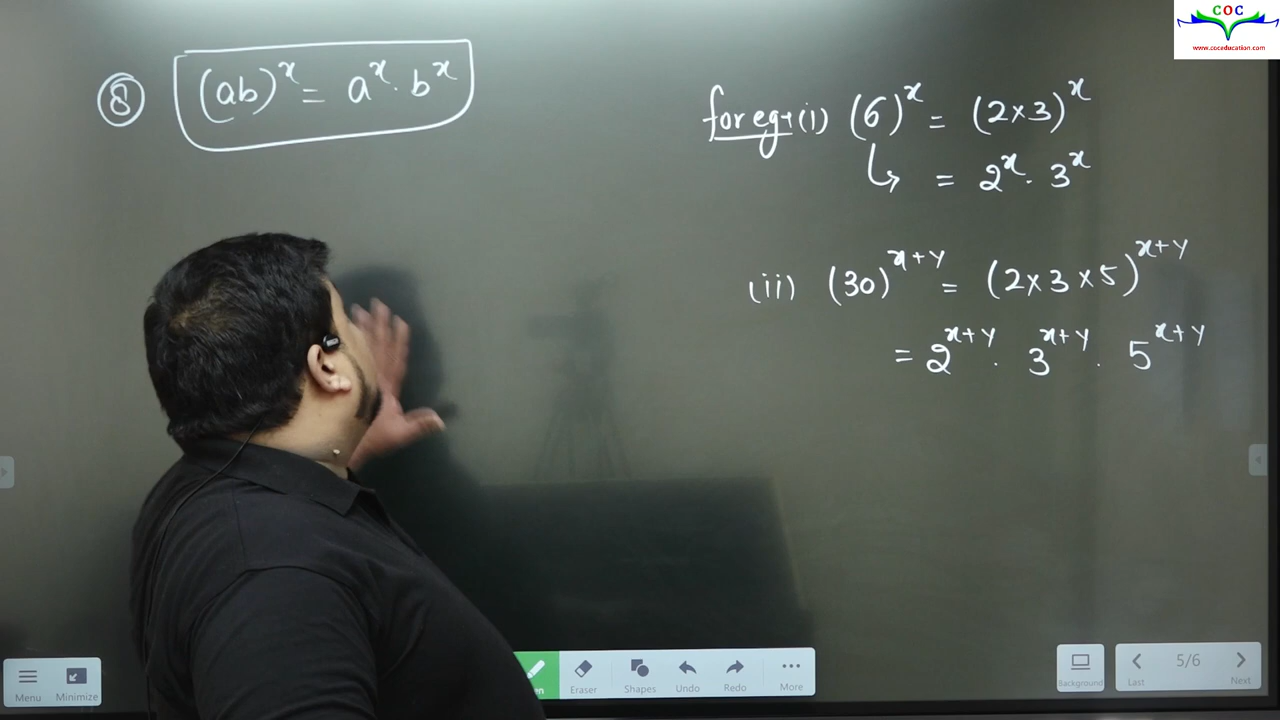 COC
www.coceducation.com
⑧ (ab)^x = a^x · b^x
for eg → (i) (6)^x = (2×3)^x
↳ = 2^x · 3^x
(ii) (30)^(x+y) = (2×3×5)^(x+y)
= 2^(x+y) · 3^(x+y) · 5^(x+y)
Menu
Minimize
Eraser
Shapes
Undo
Redo
More
Background
Last
5/6
Next